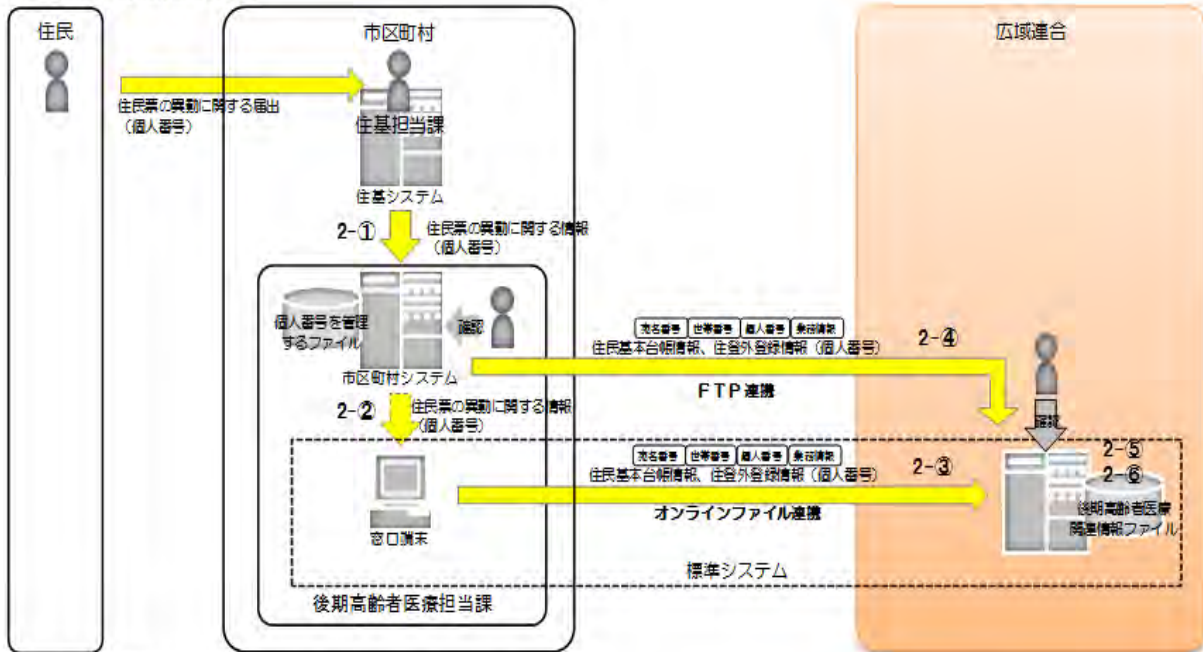 住民
市区町村
広域連合
住民票の異動に関する届出
（個人番号）
住基担当課
住基システム
2-①
住民票の異動に関する情報
（個人番号）
個人番号を管理
するファイル
確認
市区町村システム
宛名番号 世帯番号 個人番号 業務情報
住民基本台帳情報、住登外登録情報（個人番号）
2-④
ＦＴＰ連携
確認
2-②
住民票の異動に関する情報
（個人番号）
宛名番号 世帯番号 個人番号 業務情報
住民基本台帳情報、住登外登録情報（個人番号）
2-③
オンラインファイル連携
2-⑤
2-⑥
後期高齢者医療
関連情報ファイル
窓口端末
標準システム
後期高齢者医療担当課